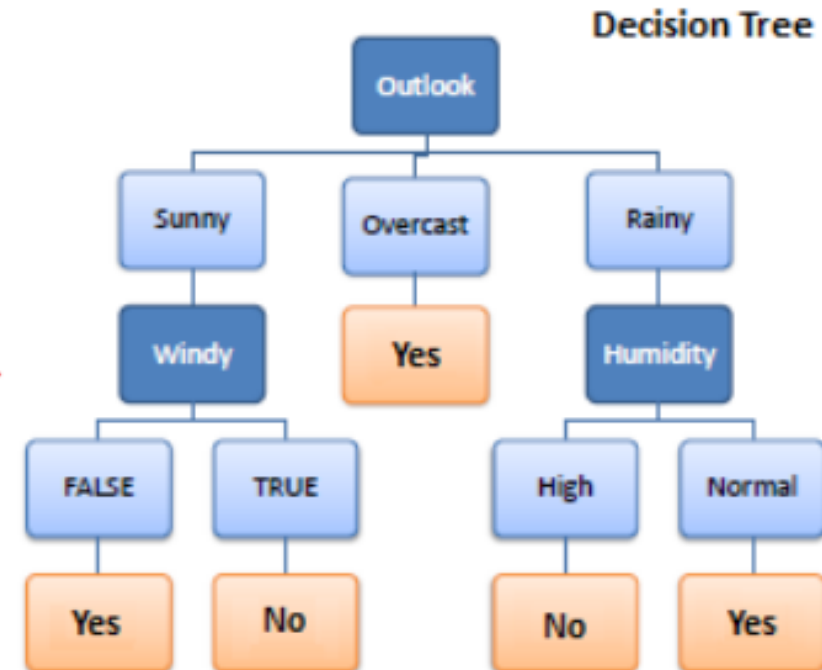 Decision Tree
Outlook
Sunny Overcast Rainy
Windy Yes Humidity
FALSE TRUE High Normal
Yes No No Yes